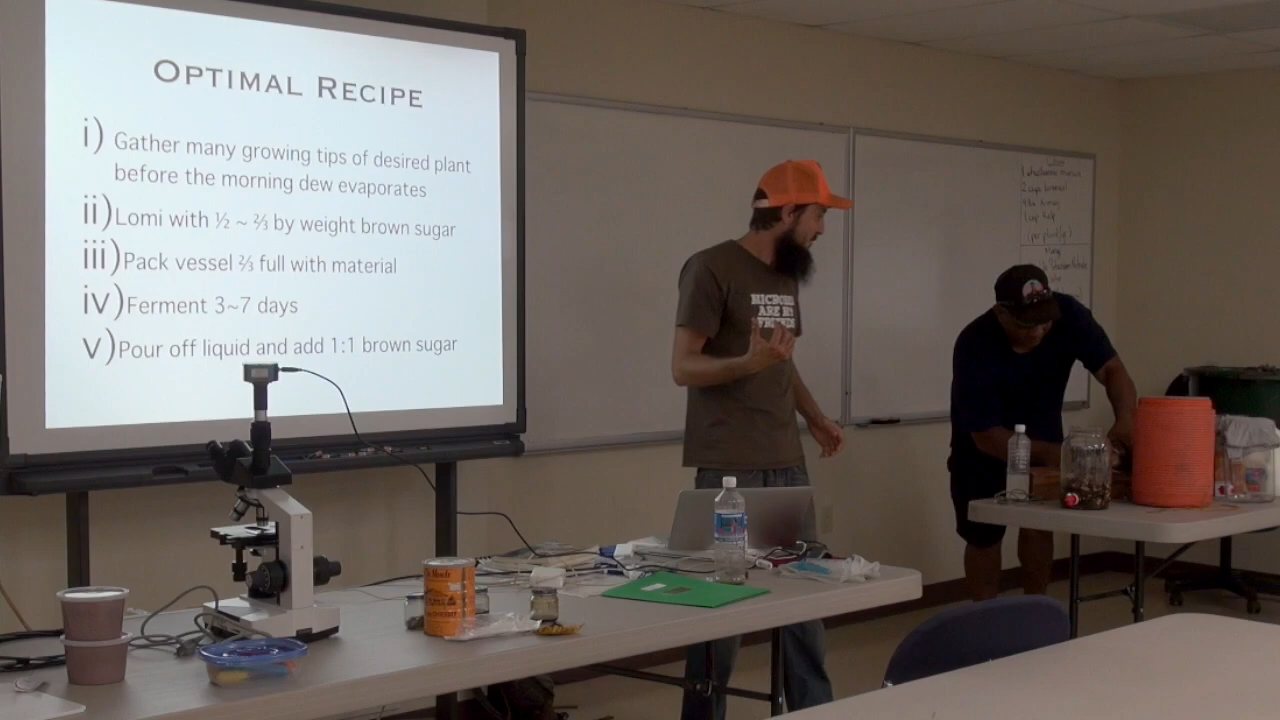 OPTIMAL RECIPE
i) Gather many growing tips of desired plant
before the morning dew evaporates
ii) Lomi with ½ ~ ⅔ by weight brown sugar
iii) Pack vessel ⅔ full with material
iv) Ferment 3~7 days
v) Pour off liquid and add 1:1 brown sugar
MICROBES
ARE MY
FRIENDS